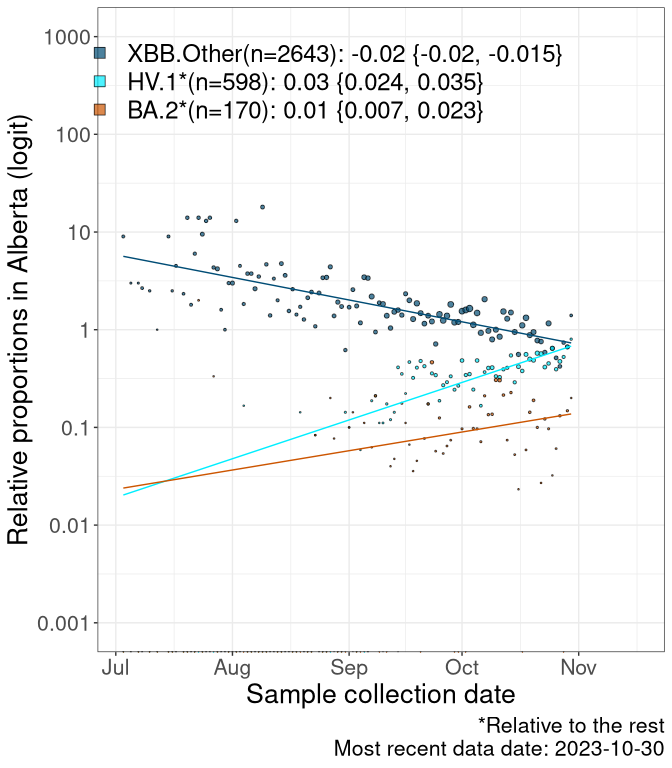 Relative proportions in Alberta (logit)
1000
100
10
1
0.1
0.01
0.001
XBB.Other(n=2643): -0.02 {-0.02, -0.015}
HV.1*(n=598): 0.03 {0.024, 0.035}
BA.2*(n=170): 0.01 {0.007, 0.023}
Jul Aug Sep Oct Nov
Sample collection date
*Relative to the rest
Most recent data date: 2023-10-30